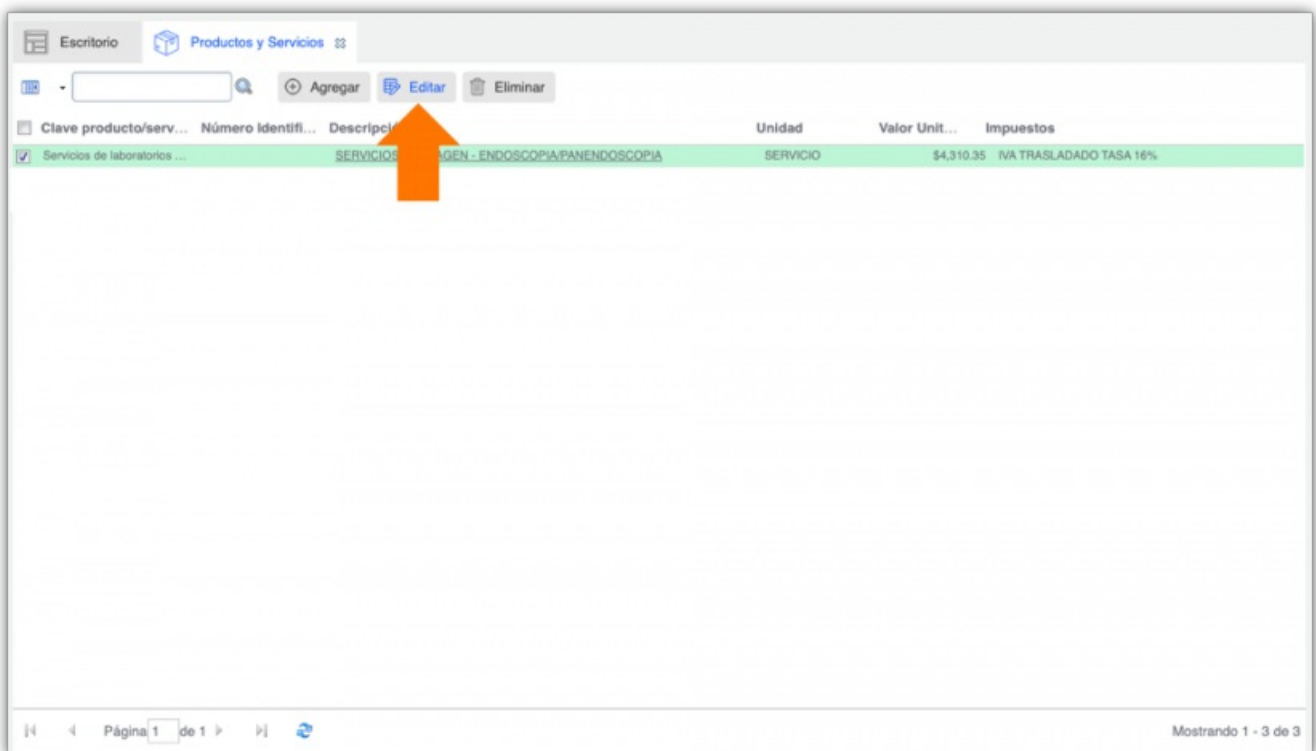 Escritorio Productos y Servicios
Agregar Editar Eliminar
Clave producto/serv... Número Identifi... Unidad Valor Unit... Impuestos
Servicios de laboratorios ... SERVICIOS - ENDOSCOPIA/PANENDOSCOPIA SERVICIO $4,310.35 IVA TRASLADADO TASA 16%
Página 1 de 1 Mostrando 1 - 3 de 3